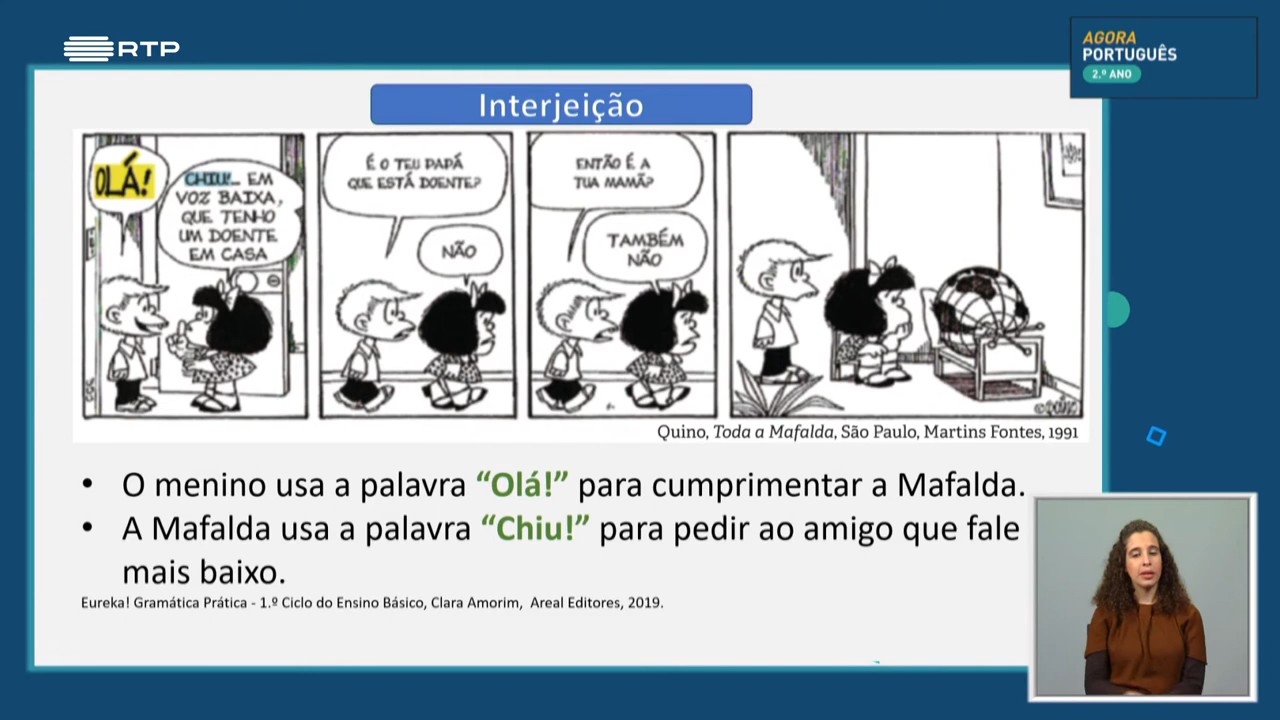 RTP
AGORA
PORTUGUÊS
2.º ANO
Interjeição
OLÁ!
CHIU!... EM
VOZ BAIXA,
QUE TENHO
UM DOENTE
EM CASA
É O TEU PAPÁ
QUE ESTÁ DOENTE?
NÃO
ENTÃO É A
TUA MAMÃ?
TAMBÉM
NÃO
Quino, Toda a Mafalda, São Paulo, Martins Fontes, 1991
• O menino usa a palavra “Olá!” para cumprimentar a Mafalda.
• A Mafalda usa a palavra “Chiu!” para pedir ao amigo que fale
mais baixo.
Eureka! Gramática Prática - 1.º Ciclo do Ensino Básico, Clara Amorim, Areal Editores, 2019.